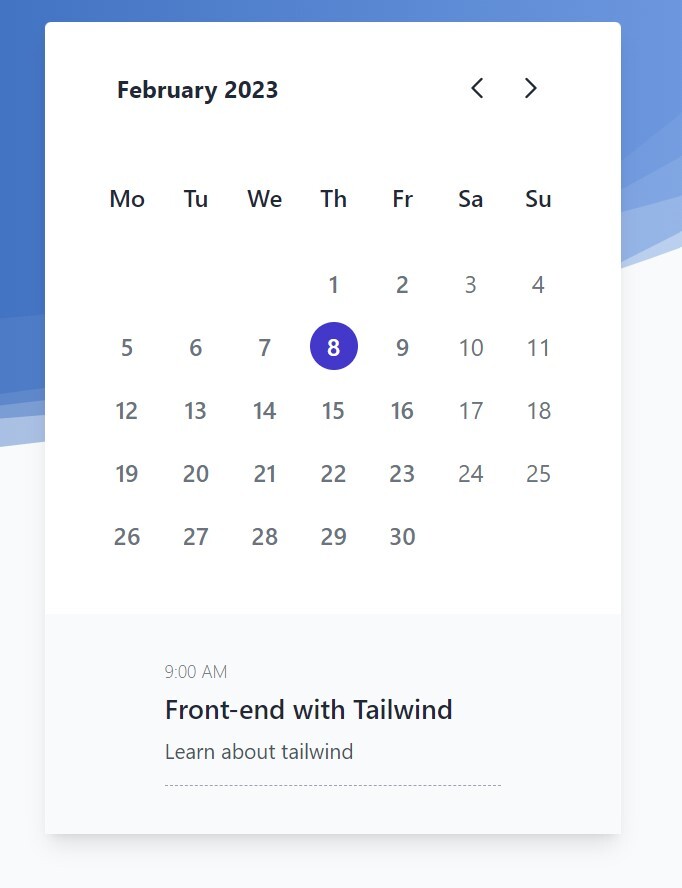 February 2023
Mo Tu We Th Fr Sa Su
1 2 3 4
5 6 7 8 9 10 11
12 13 14 15 16 17 18
19 20 21 22 23 24 25
26 27 28 29 30
9:00 AM
Front-end with Tailwind
Learn about tailwind